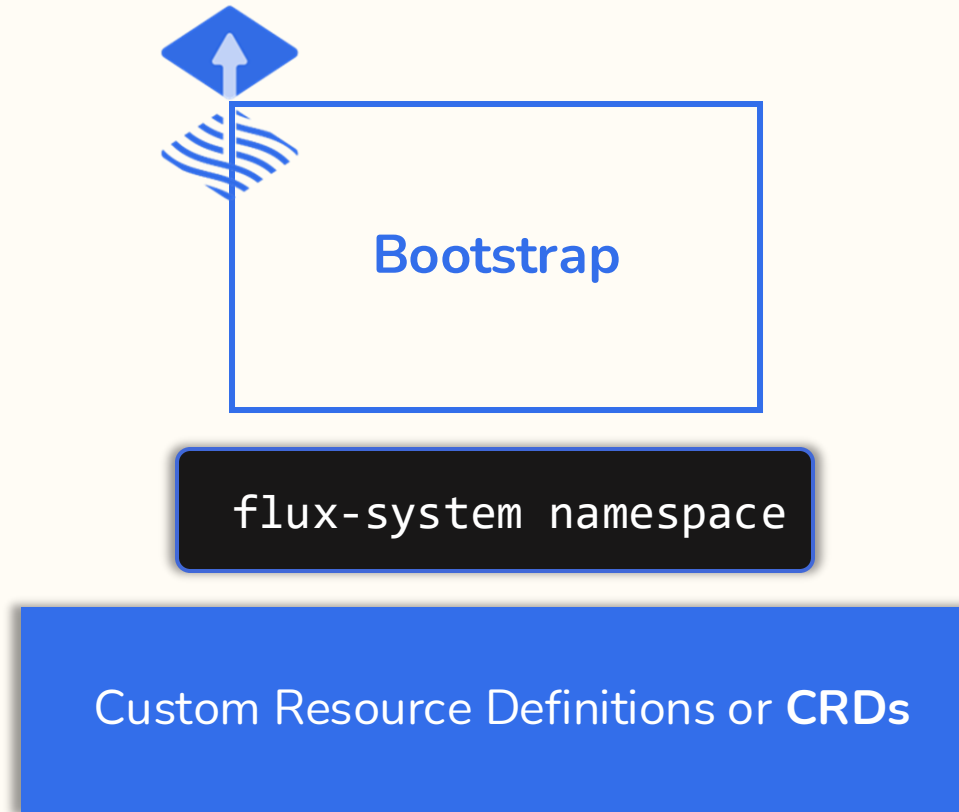 Bootstrap
flux-system namespace
Custom Resource Definitions or CRDs